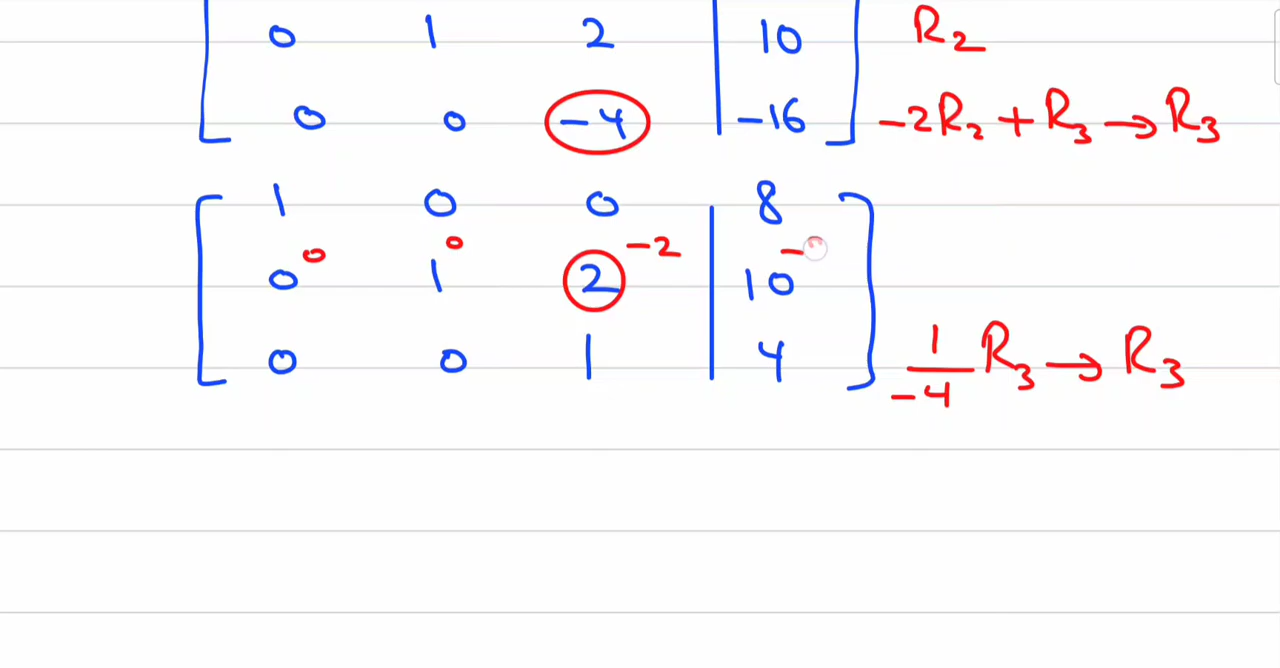 0 1 2 | 10 R₂
0 0 -4 | -16 -2R₂ + R₃ → R₃
1 0 0 | 8
0 0 -2 -
0 1 2 | 10
0 0 1 | 4 1/-4 R₃ → R₃